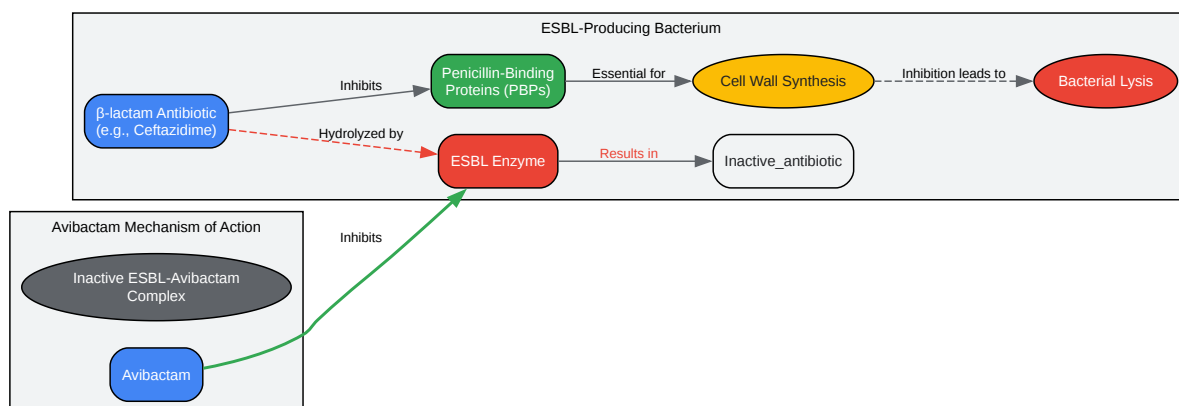 ESBL-Producing Bacterium
Inhibits
Penicillin-Binding
Proteins (PBPs)
Essential for
Cell Wall Synthesis
Inhibition leads to
Bacterial Lysis
β-lactam Antibiotic
(e.g., Ceftazidime)
Hydrolyzed by
ESBL Enzyme
Results in
Inactive_antibiotic
Avibactam Mechanism of Action
Inhibits
Inactive ESBL-Avibactam
Complex
Avibactam